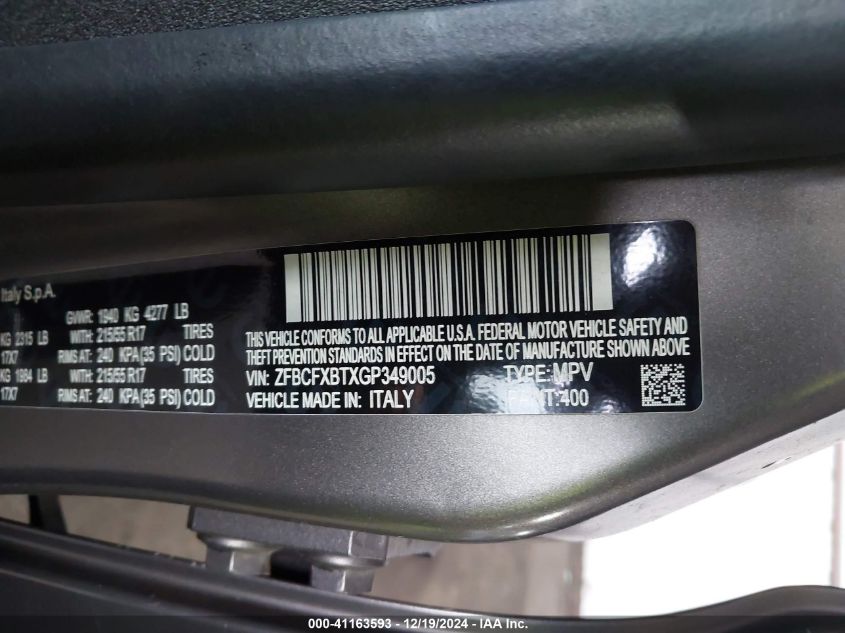 Italy S.p.A.
GVWR: 1940 KG 4277 LB
KG 2315 LB WITH: 215/55 R17 TIRES
17X7 RIMS AT: 240 KPA(35 PSI) COLD
KG 1984 LB WITH: 215/55 R17 TIRES
17X7 RIMS AT: 240 KPA(35 PSI) COLD
THIS VEHICLE CONFORMS TO ALL APPLICABLE U.S.A. FEDERAL MOTOR VEHICLE SAFETY AND
THEFT PREVENTION STANDARDS IN EFFECT ON THE DATE OF MANUFACTURE SHOWN ABOVE
VIN: ZFBCFXBTXGP349005 TYPE: MPV
VEHICLE MADE IN: ITALY PAINT:400
000-41163593 - 12/19/2024 - IAA Inc.